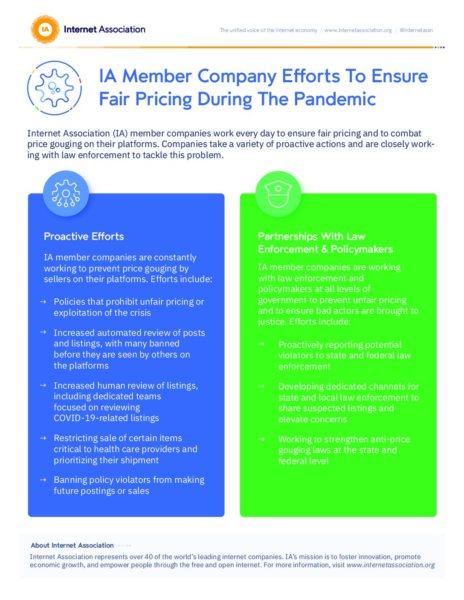 IA Internet Association
The unified voice of the internet economy / www.internetassociation.org / @internetassn
IA Member Company Efforts To Ensure
Fair Pricing During The Pandemic
Internet Association (IA) member companies work every day to ensure fair pricing and to combat
price gouging on their platforms. Companies take a variety of proactive actions and are closely work-
ing with law enforcement to tackle this problem.
Proactive Efforts
IA member companies are constantly
working to prevent price gouging by
sellers on their platforms. Efforts include:
→ Policies that prohibit unfair pricing or
exploitation of the crisis
→ Increased automated review of posts
and listings, with many banned
before they are seen by others on
the platforms
→ Increased human review of listings,
including dedicated teams
focused on reviewing
COVID-19-related listings
→ Restricting sale of certain items
critical to health care providers and
prioritizing their shipment
→ Banning policy violators from making
future postings or sales
Partnerships With Law
Enforcement & Policymakers
IA member companies are working
with law enforcement and
policymakers at all levels of
government to prevent unfair pricing
and to ensure bad actors are brought to
justice. Efforts include:
→ Proactively reporting potential
violators to state and federal law
enforcement
→ Developing dedicated channels for
state and local law enforcement to
share suspected listings and
elevate concerns
→ Working to strengthen anti-price
gouging laws at the state and
federal level
About Internet Association
Internet Association represents over 40 of the world's leading internet companies. IA's mission is to foster innovation, promote
economic growth, and empower people through the free and open internet. For more information, visit www.internetassociation.org